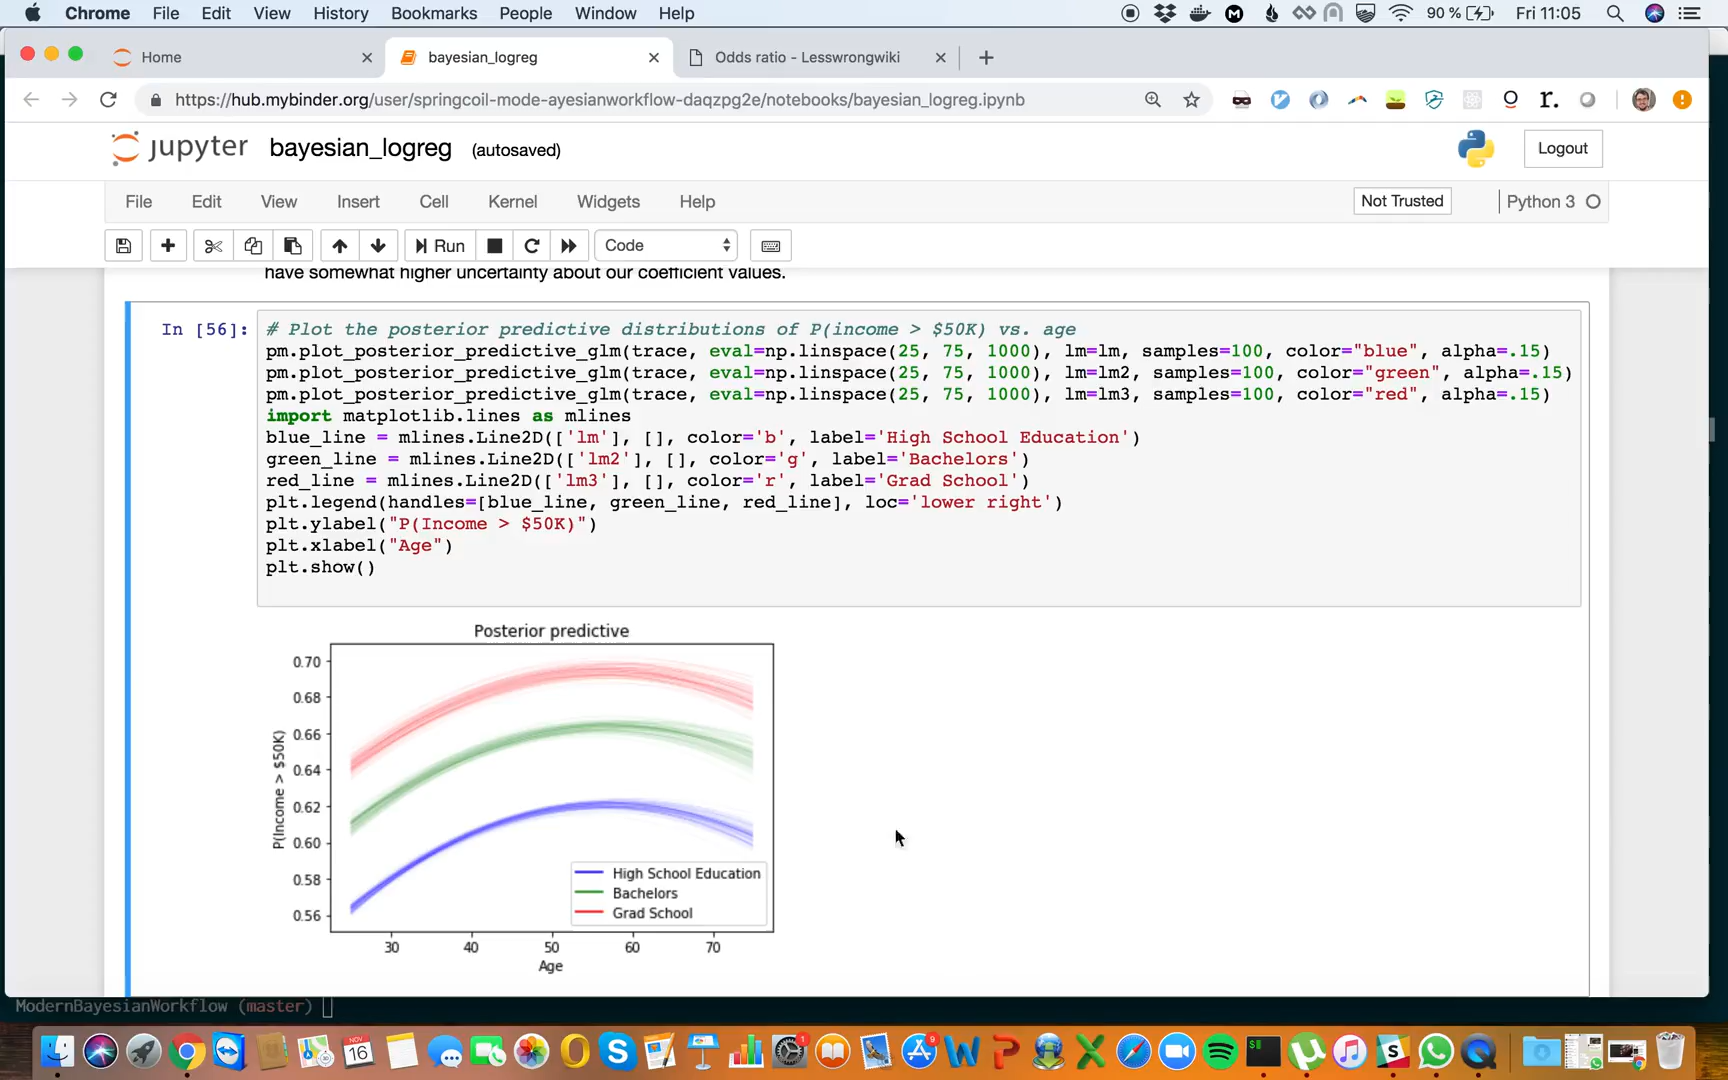 Chrome File Edit View History Bookmarks People Window Help 90 % Fri 11:05
Home bayesian_logreg Odds ratio - Lesswrongwiki
https://hub.mybinder.org/user/springcoil-mode-ayesianworkflow-daqzpg2e/notebooks/bayesian_logreg.ipynb
jupyter bayesian_logreg (autosaved) Logout
File Edit View Insert Cell Kernel Widgets Help Not Trusted Python 3
Run Code
have somewhat higher uncertainty about our coefficient values.
In [56]: # Plot the posterior predictive distributions of P(income > $50K) vs. age
pm.plot_posterior_predictive_glm(trace, eval=np.linspace(25, 75, 1000), lm=lm, samples=100, color="blue", alpha=.15)
pm.plot_posterior_predictive_glm(trace, eval=np.linspace(25, 75, 1000), lm=lm2, samples=100, color="green", alpha=.15)
pm.plot_posterior_predictive_glm(trace, eval=np.linspace(25, 75, 1000), lm=lm3, samples=100, color="red", alpha=.15)
import matplotlib.lines as mlines
blue_line = mlines.Line2D(['lm'], [], color='b', label='High School Education')
green_line = mlines.Line2D(['lm2'], [], color='g', label='Bachelors')
red_line = mlines.Line2D(['lm3'], [], color='r', label='Grad School')
plt.legend(handles=[blue_line, green_line, red_line], loc='lower right')
plt.ylabel("P(Income > $50K)")
plt.xlabel("Age")
plt.show()
Posterior predictive
0.70
0.68
0.66
0.64
0.62
0.60
0.58
0.56
P(Income > $50K)
High School Education
Bachelors
Grad School
30 40 50 60 70
Age
ModernBayesianWorkflow (master)
NOV
16